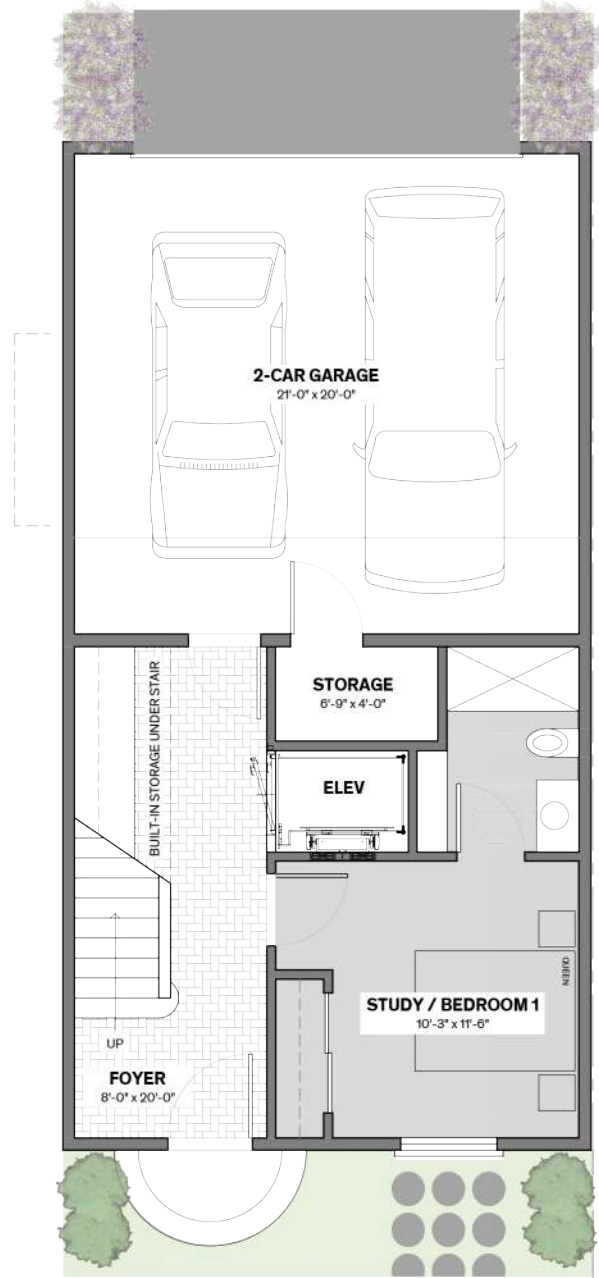 2-CAR GARAGE
21'-0" x 20'-0"
BUILT-IN STORAGE UNDER STAIR
STORAGE
6'-9" x 4'-0"
ELEV
QUEEN
STUDY / BEDROOM 1
10'-3" x 11'-6"
UP
FOYER
8'-0" x 20'-0"